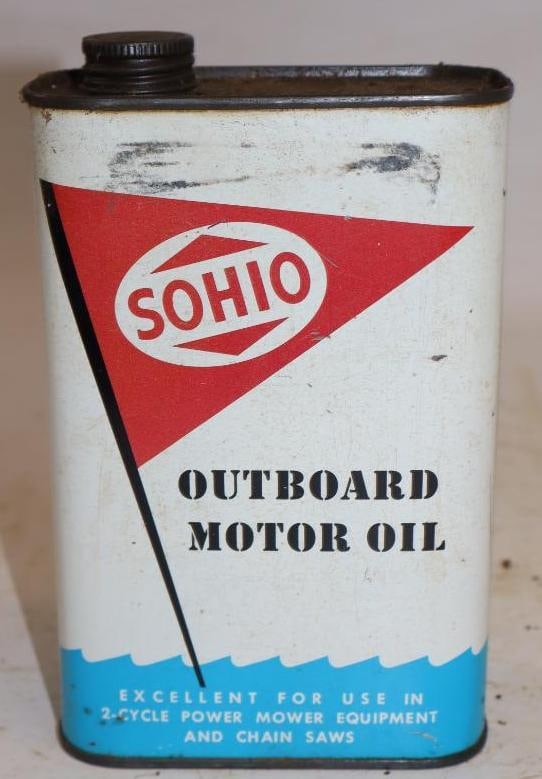 SOHIO
OUTBOARD
MOTOR OIL
EXCELLENT FOR USE IN
2-CYCLE POWER MOWER EQUIPMENT
AND CHAIN SAWS